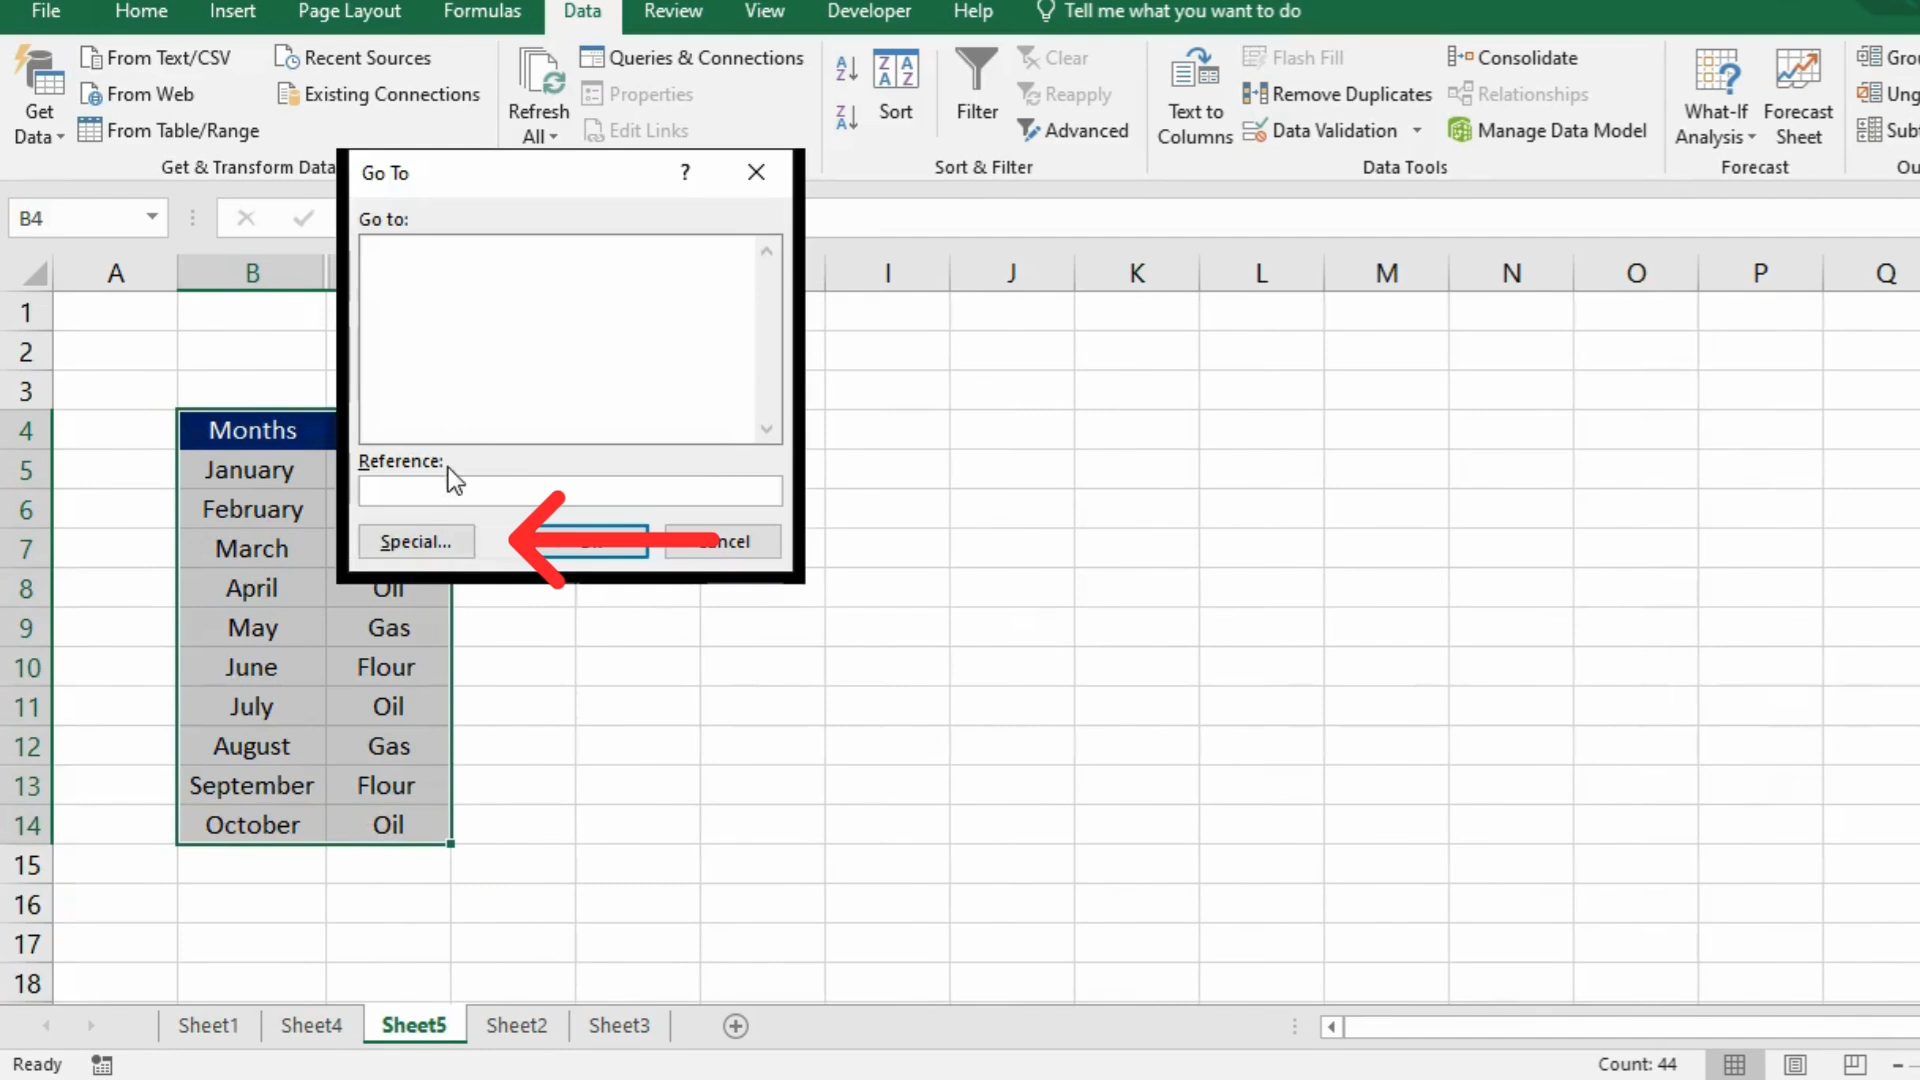 File Home Insert Page Layout Formulas Data Review View Developer Help Tell me what you want to do
Get Data
From Text/CSV
From Web
From Table/Range
Recent Sources
Existing Connections
Get & Transform Data
Refresh All
Queries & Connections
Properties
Edit Links
Sort
Filter
Clear
Reapply
Advanced
Sort & Filter
Text to Columns
Flash Fill
Remove Duplicates
Data Validation
Consolidate
Relationships
Manage Data Model
Data Tools
What-If Analysis
Forecast Sheet
Forecast
B4
Go To ? 
Go to:
Reference:
Special...
A B I J K L M N O P Q
1
2
3
4 Months
5 January
6 February
7 March
8 April Oil
9 May Gas
10 June Flour
11 July Oil
12 August Gas
13 September Flour
14 October Oil
15
16
17
18
Sheet1 Sheet4 Sheet5 Sheet2 Sheet3
Ready Count: 44